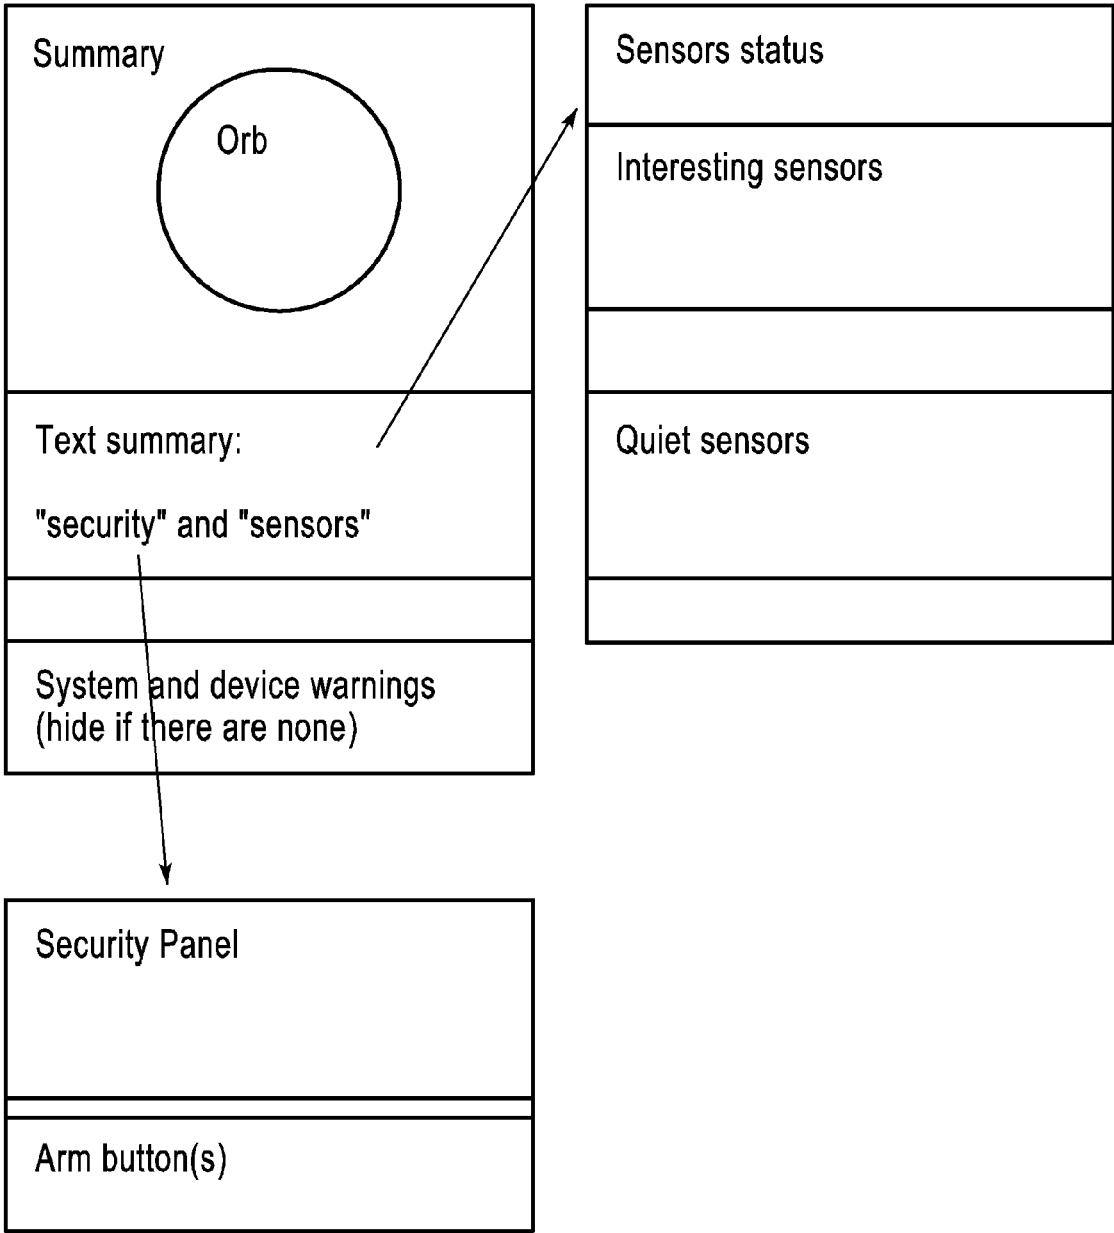 Summary
Orb
Text summary:
"security" and "sensors"
System and device warnings
(hide if there are none)
Sensors status
Interesting sensors
Quiet sensors
Security Panel
Arm button(s)